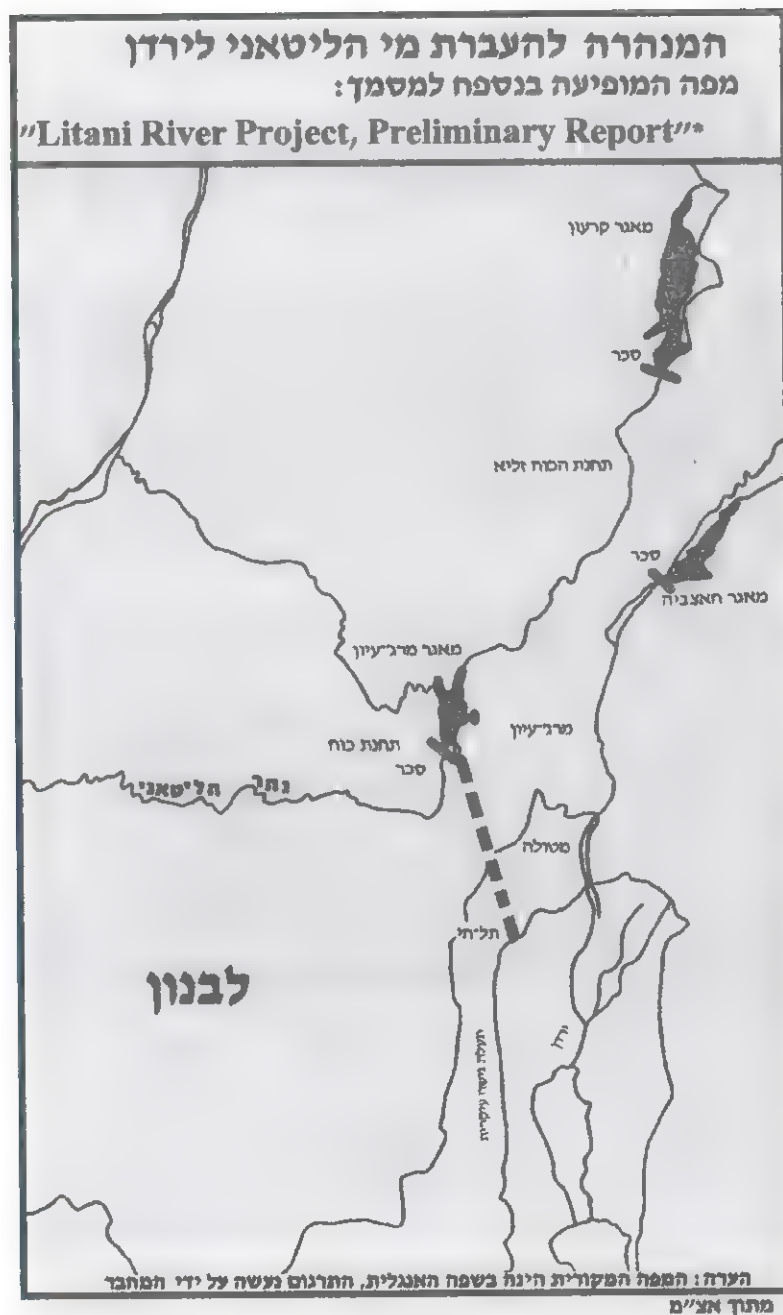 המנהרה להעברת מי הליטאני לירדן
מפה המופיעה בנספח למסמך:
"Litani River Project, Preliminary Report"*
מאגר קרעון
סכר
תחנת הכוח זליא
סכר
מאגר חאצביה
מאגר מרג'-עיון
מרג'-עיון
תחנת כוח
סכר
נהר הליטאני
מטולה
תל-חי
לבנון
ירדן
הערה: המפה המקורית הינה בשפה האנגלית, התרגום נעשה על ידי המחבר
מתוך אצ"מ